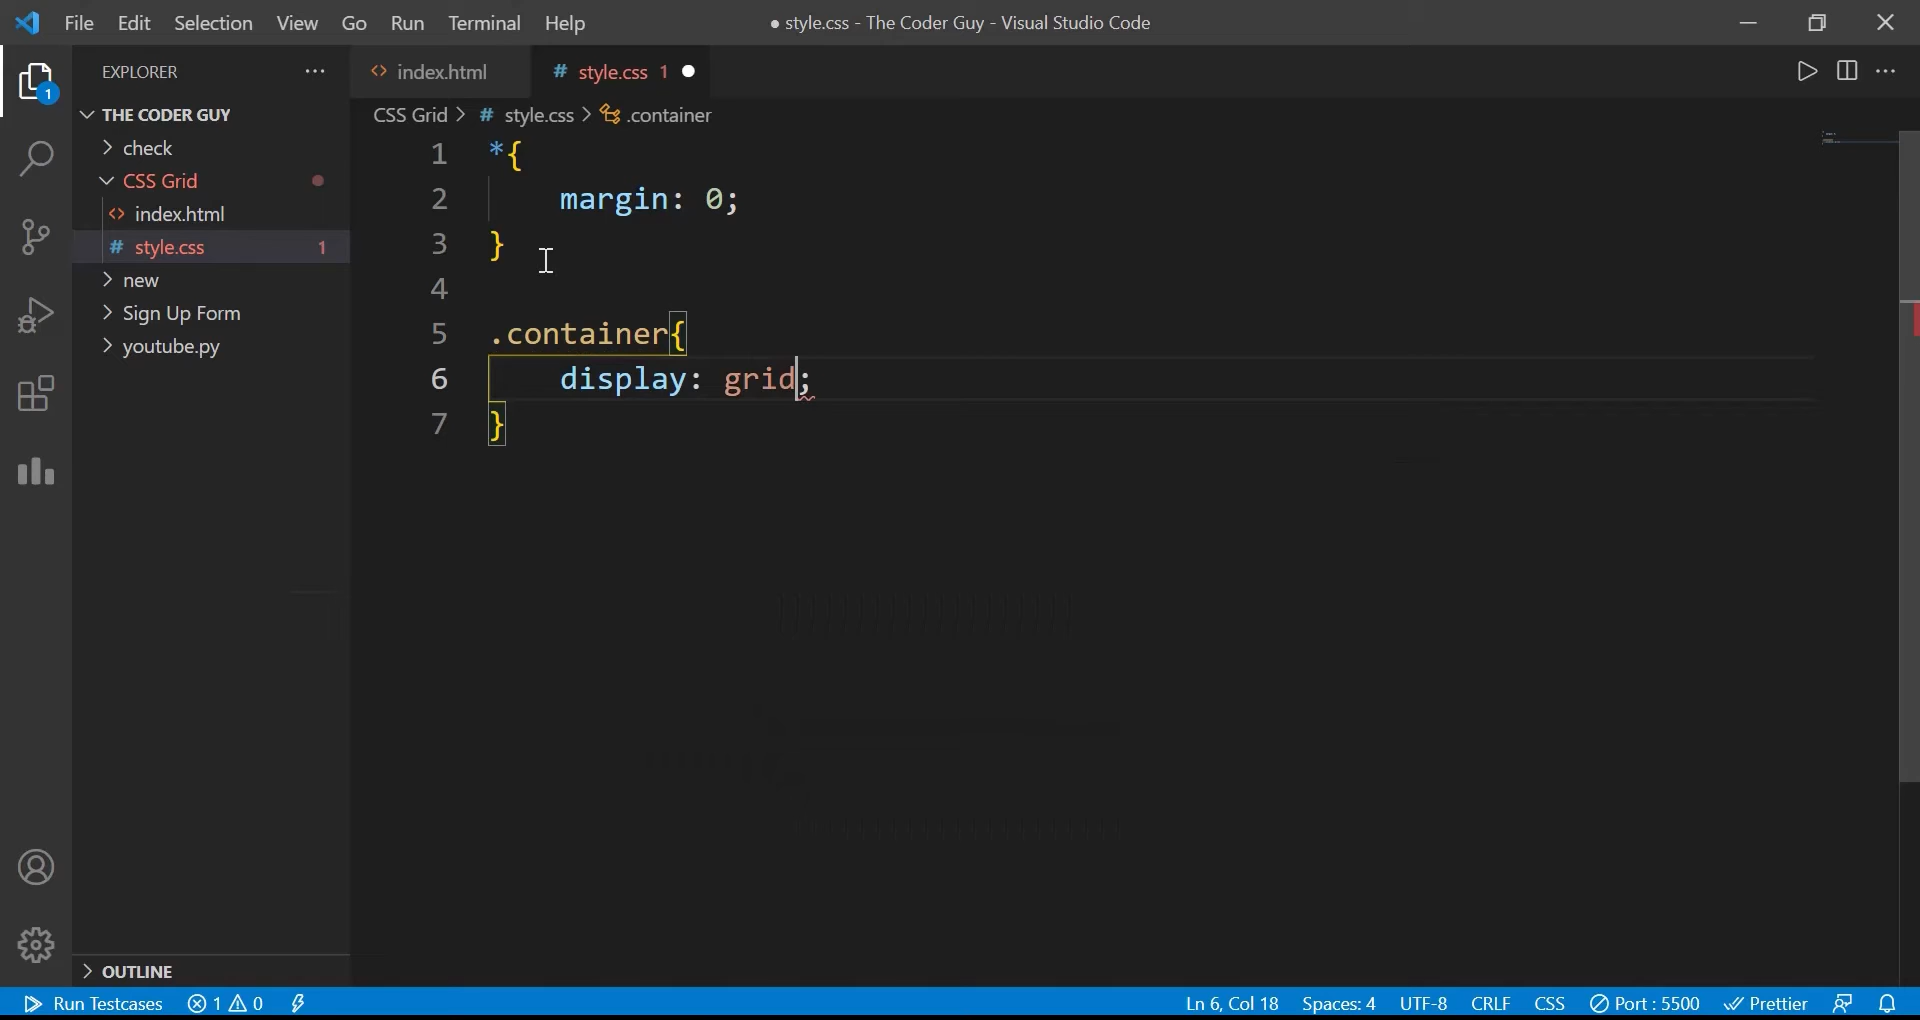 File Edit Selection View Go Run Terminal Help
● style.css - The Coder Guy - Visual Studio Code
EXPLORER
index.html
# style.css 1
THE CODER GUY
CSS Grid > # style.css > .container
check
CSS Grid
index.html
# style.css 1
new
Sign Up Form
youtube.py
1
1 *{
2 margin: 0;
3 }
4
5 .container{
6 display: grid;
7 }
OUTLINE
Run Testcases 1 0
Ln 6, Col 18 Spaces: 4 UTF-8 CRLF CSS Port : 5500 Prettier